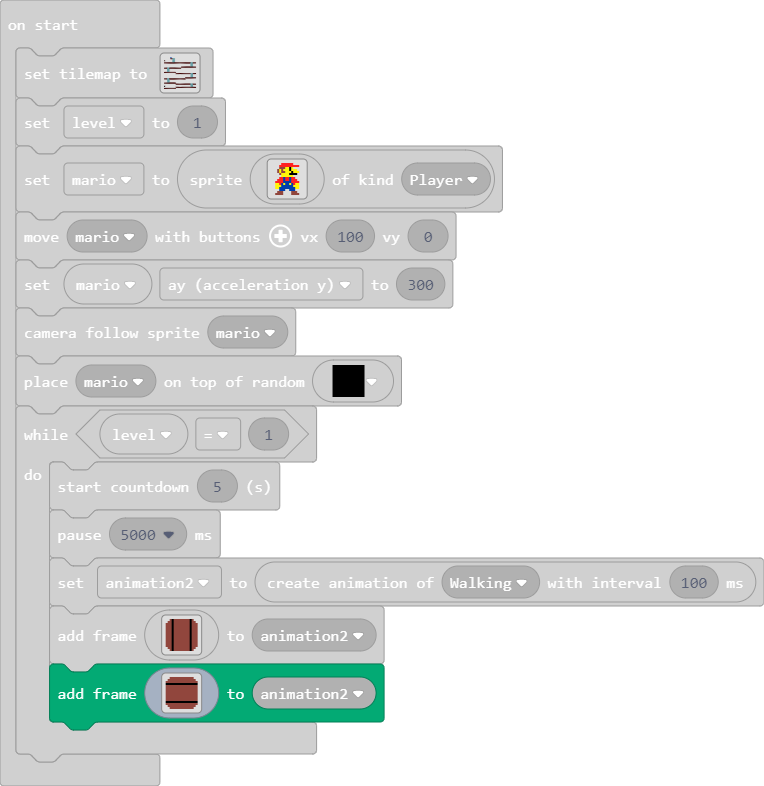 on start
set tilemap to
set level to 1
set mario to sprite of kind Player
move mario with buttons vx 100 vy 0
set mario ay (acceleration y) to 300
camera follow sprite mario
place mario on top of random
while level = 1
do
start countdown 5 (s)
pause 5000 ms
set animation2 to create animation of Walking with interval 100 ms
add frame to animation2
add frame to animation2